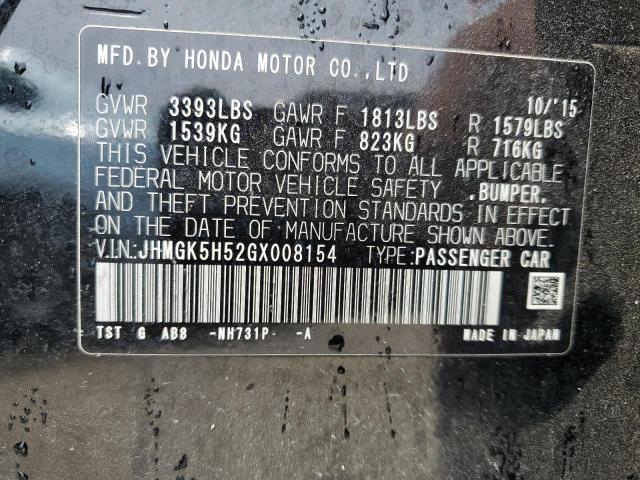 MFD.BY HONDA MOTOR CO.,LTD
10/'15
GVWR 3393LBS GAWR F 1813LBS R 1579LBS
GVWR 1539KG GAWR F 823KG R 716KG
THIS VEHICLE CONFORMS TO ALL APPLICABLE
FEDERAL MOTOR VEHICLE SAFETY .BUMPER.
AND THEFT PREVENTION STANDARDS IN EFFECT
ON THE DATE OF MANUFACTURE SHOWN ABOVE.
VIN:JHMGK5H52GX008154 TYPE:PASSENGER CAR
TST G AB8 -NH731P -A MADE IN JAPAN